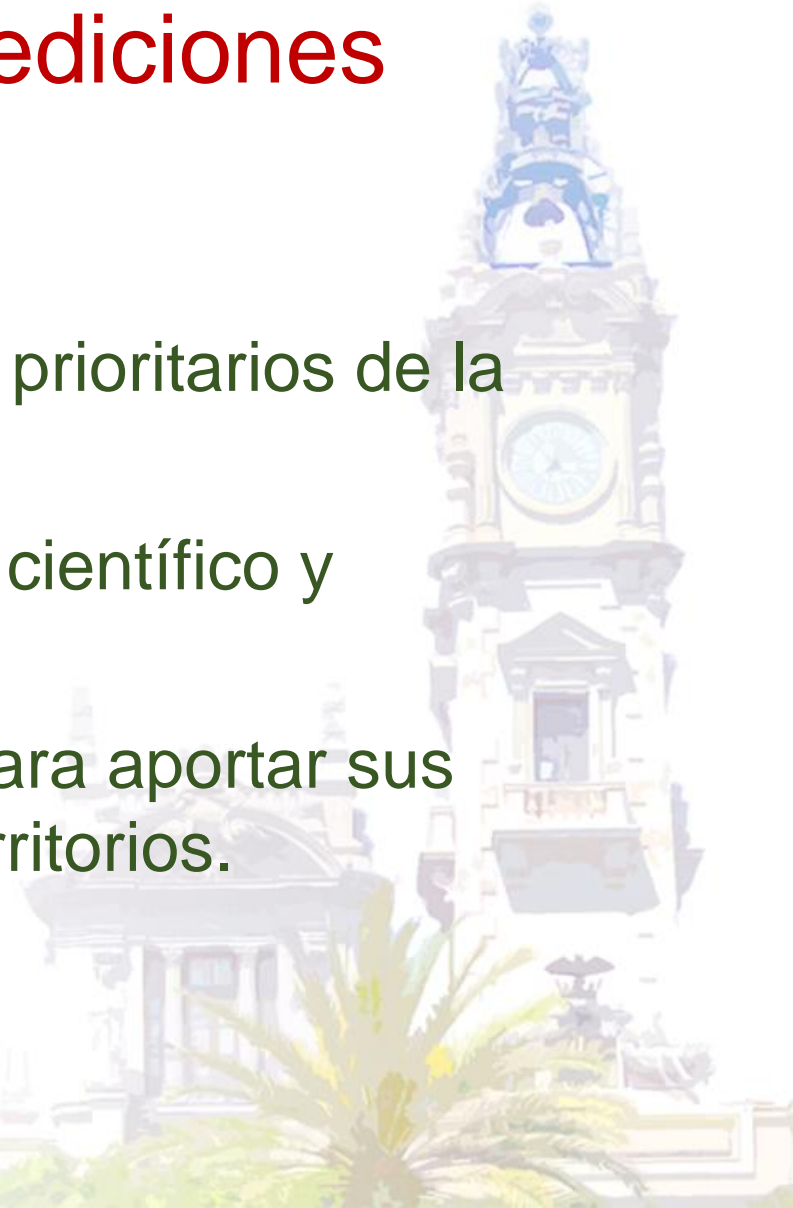 ediciones
prioritarios de la
científico y
ara aportar sus
rritorios.